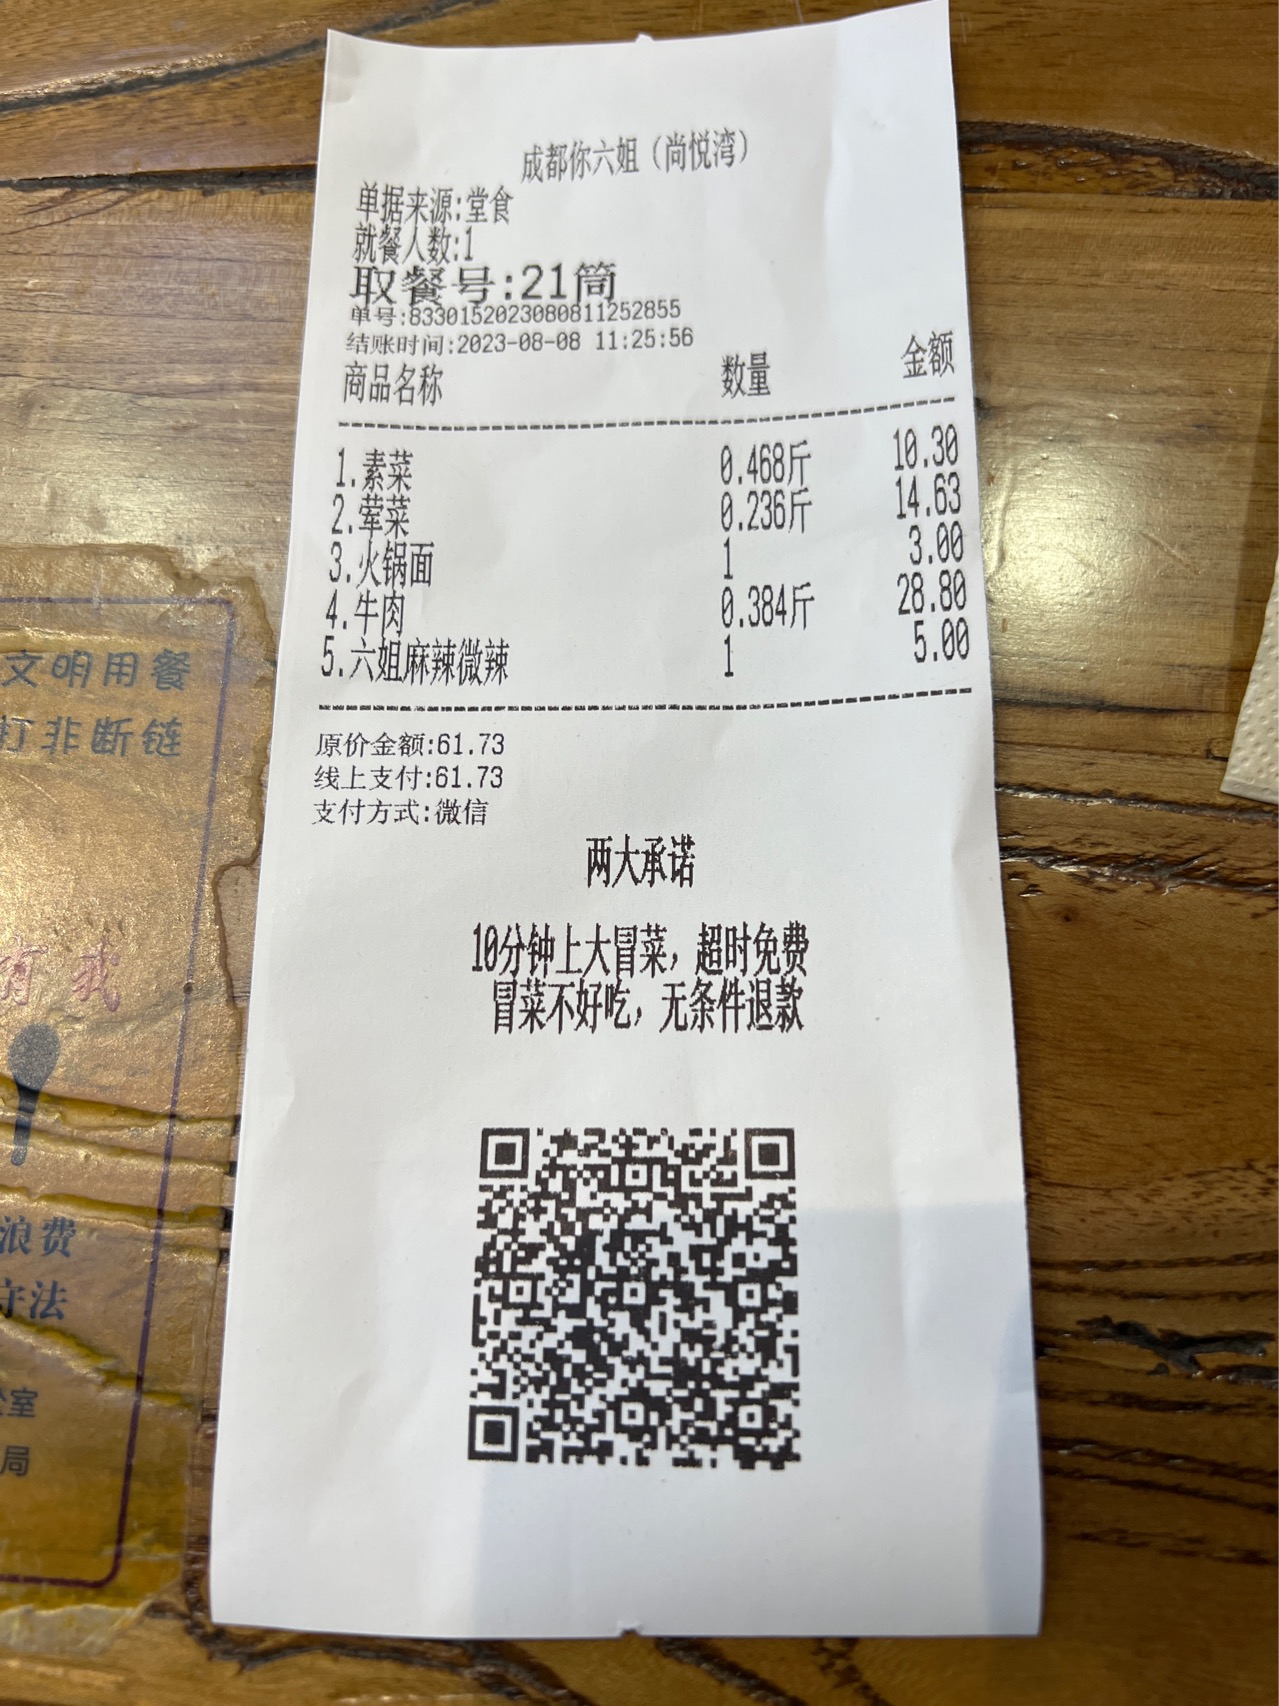 成都你六姐（尚悦湾）
单据来源:堂食
就餐人数:1
取餐号:21筒
单号:83301520230808811252855
结账时间:2023-08-08 11:25:56
商品名称 数量 金额
1.素菜 0.468斤 10.30
2.荤菜 0.236斤 14.63
3.火锅面 1 3.00
4.牛肉 0.384斤 28.80
5.六姐麻辣微辣 1 5.00
原价金额:61.73
线上支付:61.73
支付方式:微信
两大承诺
10分钟上大冒菜，超时免费
冒菜不好吃，无条件退款
文明用餐
打非断链
有我
浪费
守法
室
局